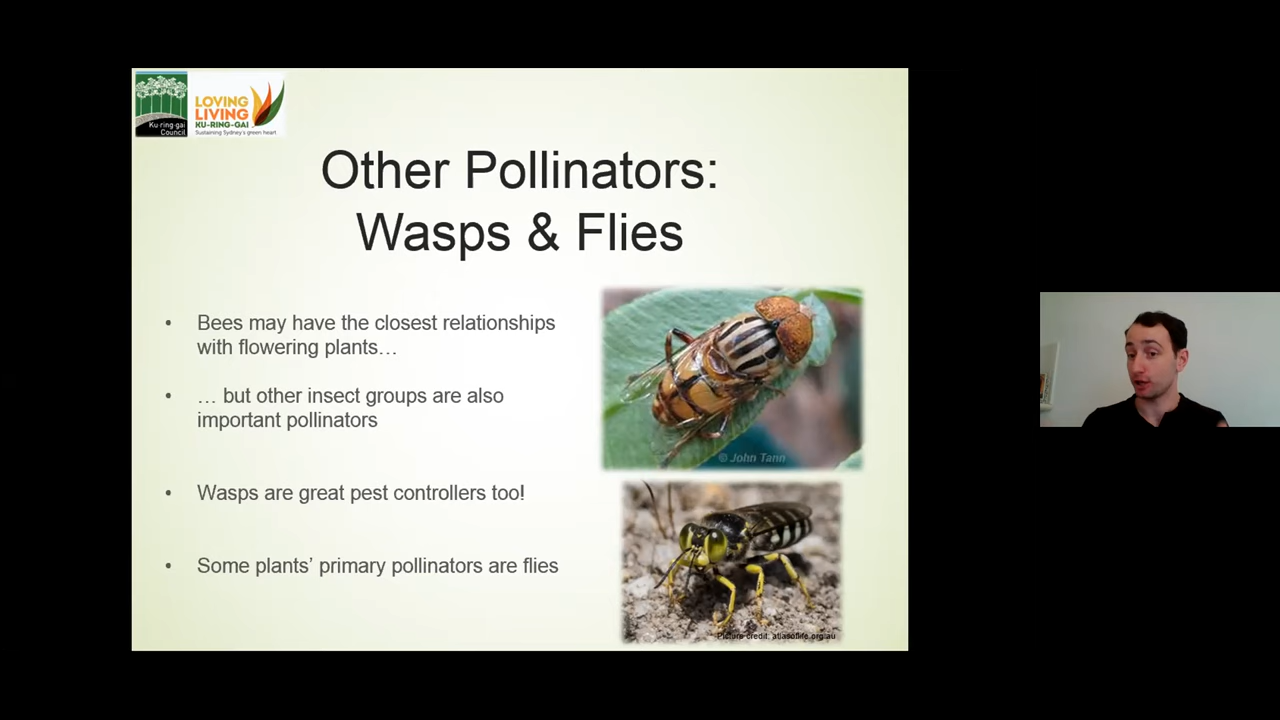 Ku·ring·gai
Council
LOVING
LIVING
KU-RING-GAI
Sustaining Sydney's green heart
Other Pollinators:
Wasps & Flies
• Bees may have the closest relationships
with flowering plants…
• … but other insect groups are also
important pollinators
• Wasps are great pest controllers too!
• Some plants’ primary pollinators are flies
© John Tann
Picture credit: atlasoflife.org.au